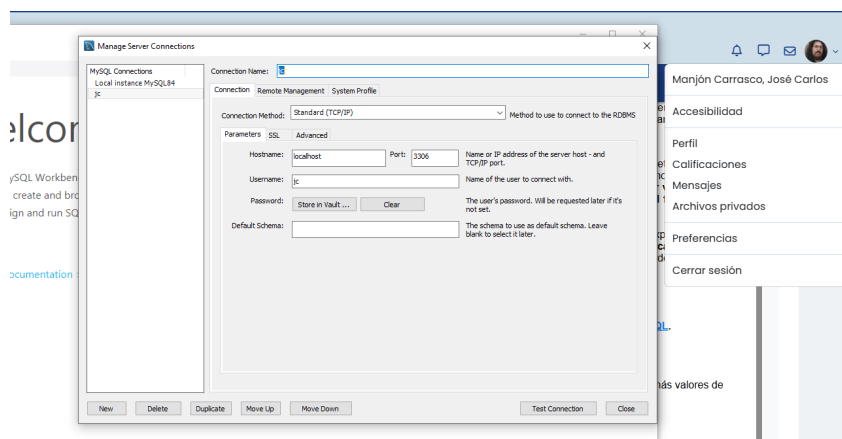 Manage Server Connections
MySQL Connections
Local instance MySQL84
jc
Connection Name: jc
Connection Remote Management System Profile
Connection Method: Standard (TCP/IP) Method to use to connect to the RDBMS
Parameters SSL Advanced
Hostname: localhost Port: 3306 Name or IP address of the server host - and
TCP/IP port.
Username: jc Name of the user to connect with.
Password: Store in Vault ... Clear The user's password. Will be requested later if it's
not set.
Default Schema: The schema to use as default schema. Leave
blank to select it later.
New Delete Duplicate Move Up Move Down Test Connection Close
elcor
ySQL Workben
create and bro
ign and run SQ
ocumentation
Manjón Carrasco, José Carlos
Accesibilidad
Perfil
Calificaciones
Mensajes
Archivos privados
Preferencias
Cerrar sesión
QL.
nás valores de